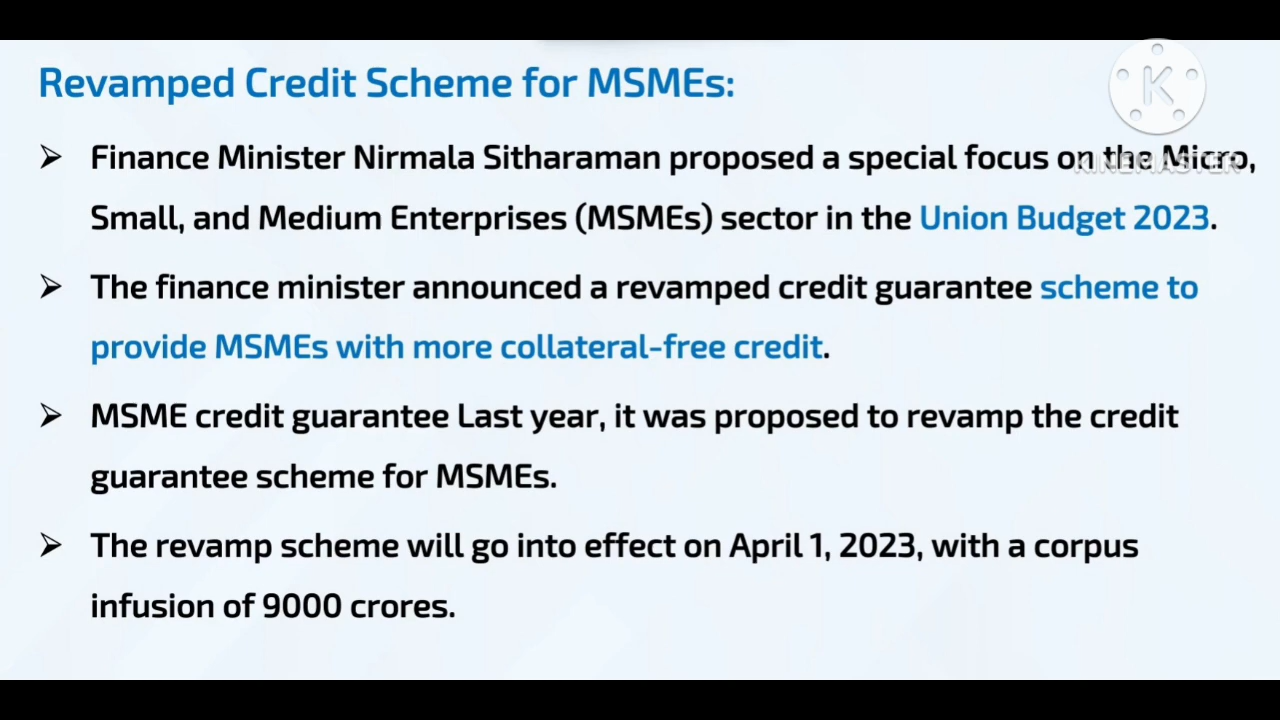 Revamped Credit Scheme for MSMEs:
K
KINEMASTER
➢ Finance Minister Nirmala Sitharaman proposed a special focus on the Micro,
Small, and Medium Enterprises (MSMEs) sector in the Union Budget 2023.
➢ The finance minister announced a revamped credit guarantee scheme to
provide MSMEs with more collateral-free credit.
➢ MSME credit guarantee Last year, it was proposed to revamp the credit
guarantee scheme for MSMEs.
➢ The revamp scheme will go into effect on April 1, 2023, with a corpus
infusion of 9000 crores.